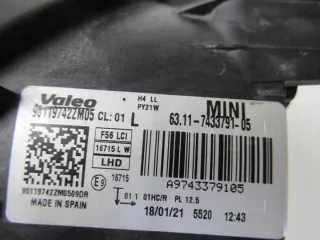 Valeo
H4 LL
PY21W
MINI
90119742ZM05 CL: 01 L 63.11-7433791-05
F56 LCI
16715 L W
LHD
A9743379105
E9 16715
01 1 01HC/R PL 12.5
90119742ZM0509DR
MADE IN SPAIN
18/01/21 5520 12:43